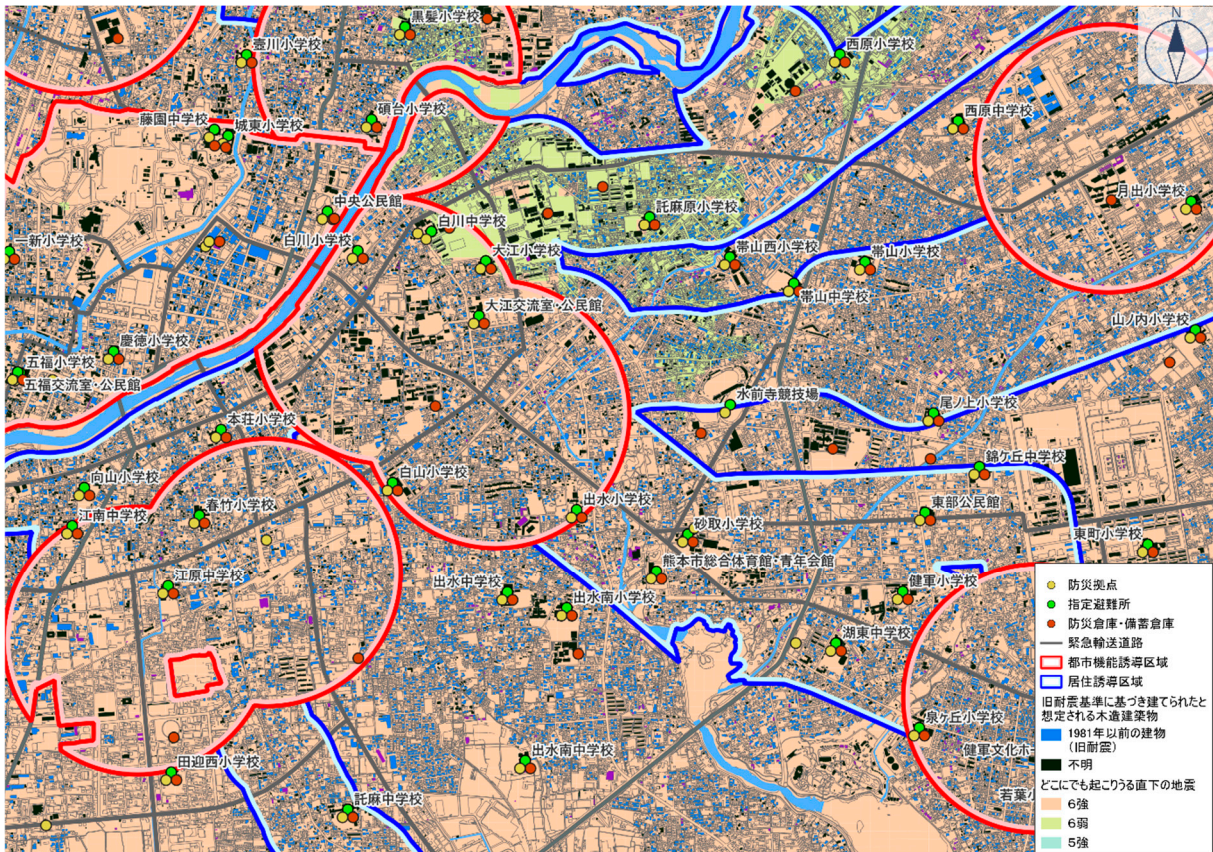 N
黒髪小学校
壺川小学校
西原小学校
碩台小学校
藤園中学校
城東小学校
西原中学校
月出小学校
中央公民館
託麻原小学校
白川中学校
一新小学校
白川小学校
大江小学校
帯山西小学校
帯山小学校
帯山中学校
大江交流室・公民館
山ノ内小学校
慶徳小学校
五福小学校
五福交流室・公民館
水前寺競技場
尾ノ上小学校
本荘小学校
錦ケ丘中学校
向山小学校
白山小学校
春竹小学校
出水小学校
東部公民館
江南中学校
砂取小学校
東町小学校
熊本市総合体育館・青年会館
江原中学校
出水中学校
出水南小学校
健軍小学校
湖東中学校
泉ヶ丘小学校
出水南中学校
健軍文化ホ
田迎西小学校
託麻中学校
若葉小
防災拠点
指定避難所
防災倉庫・備蓄倉庫
緊急輸送道路
都市機能誘導区域
居住誘導区域
旧耐震基準に基づき建てられたと
想定される木造建築物
1981年以前の建物
(旧耐震)
不明
どこにでも起こりうる直下の地震
6強
6弱
5強